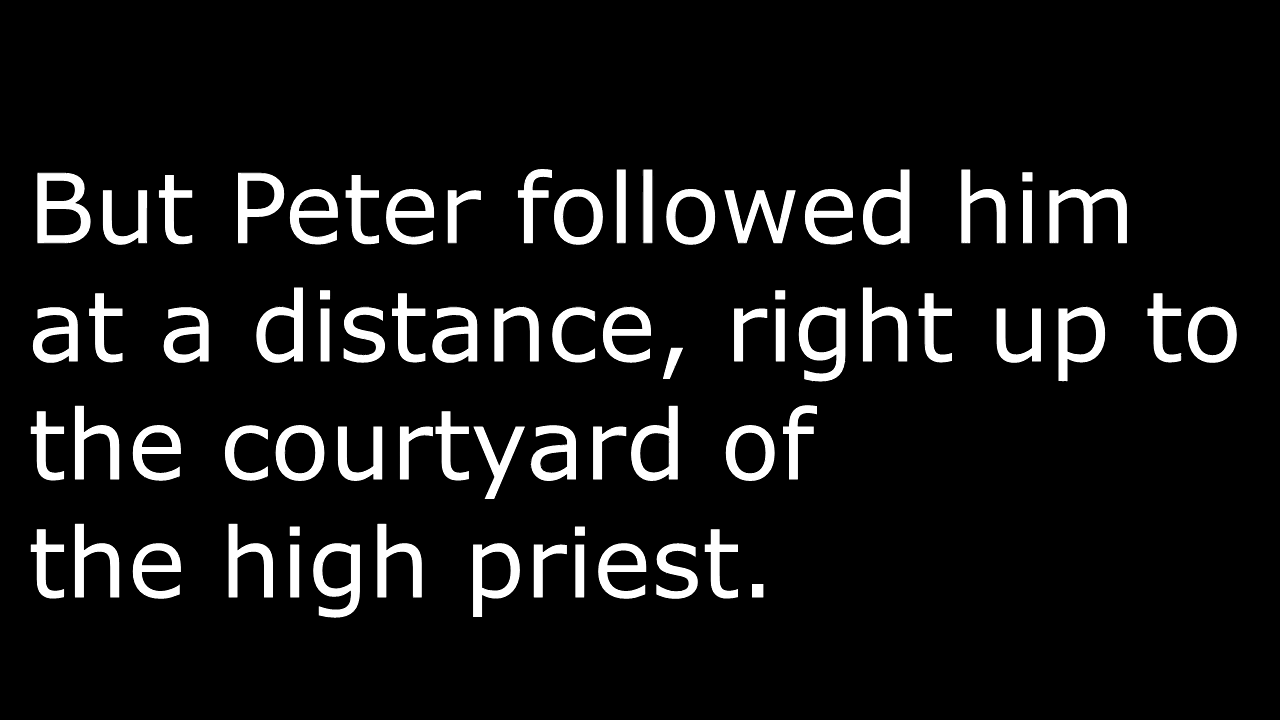 But Peter followed him
at a distance, right up to
the courtyard of
the high priest.